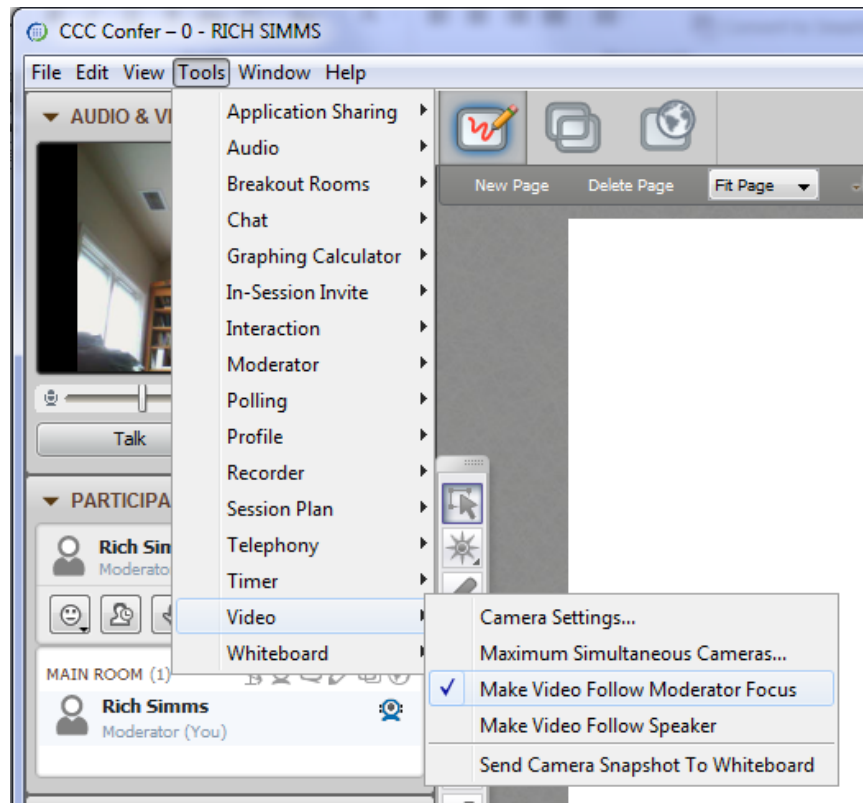 CCC Confer – 0 - RICH SIMMS
File Edit View Tools Window Help
AUDIO & VI
Application Sharing
Audio
Breakout Rooms
Chat
Graphing Calculator
In-Session Invite
Interaction
Moderator
Polling
Profile
Recorder
Session Plan
Telephony
Timer
Video
Whiteboard
New Page Delete Page Fit Page
Talk
PARTICIPA
Rich Sim
Moderato
MAIN ROOM (1)
Rich Simms
Moderator (You)
Camera Settings...
Maximum Simultaneous Cameras...
Make Video Follow Moderator Focus
Make Video Follow Speaker
Send Camera Snapshot To Whiteboard